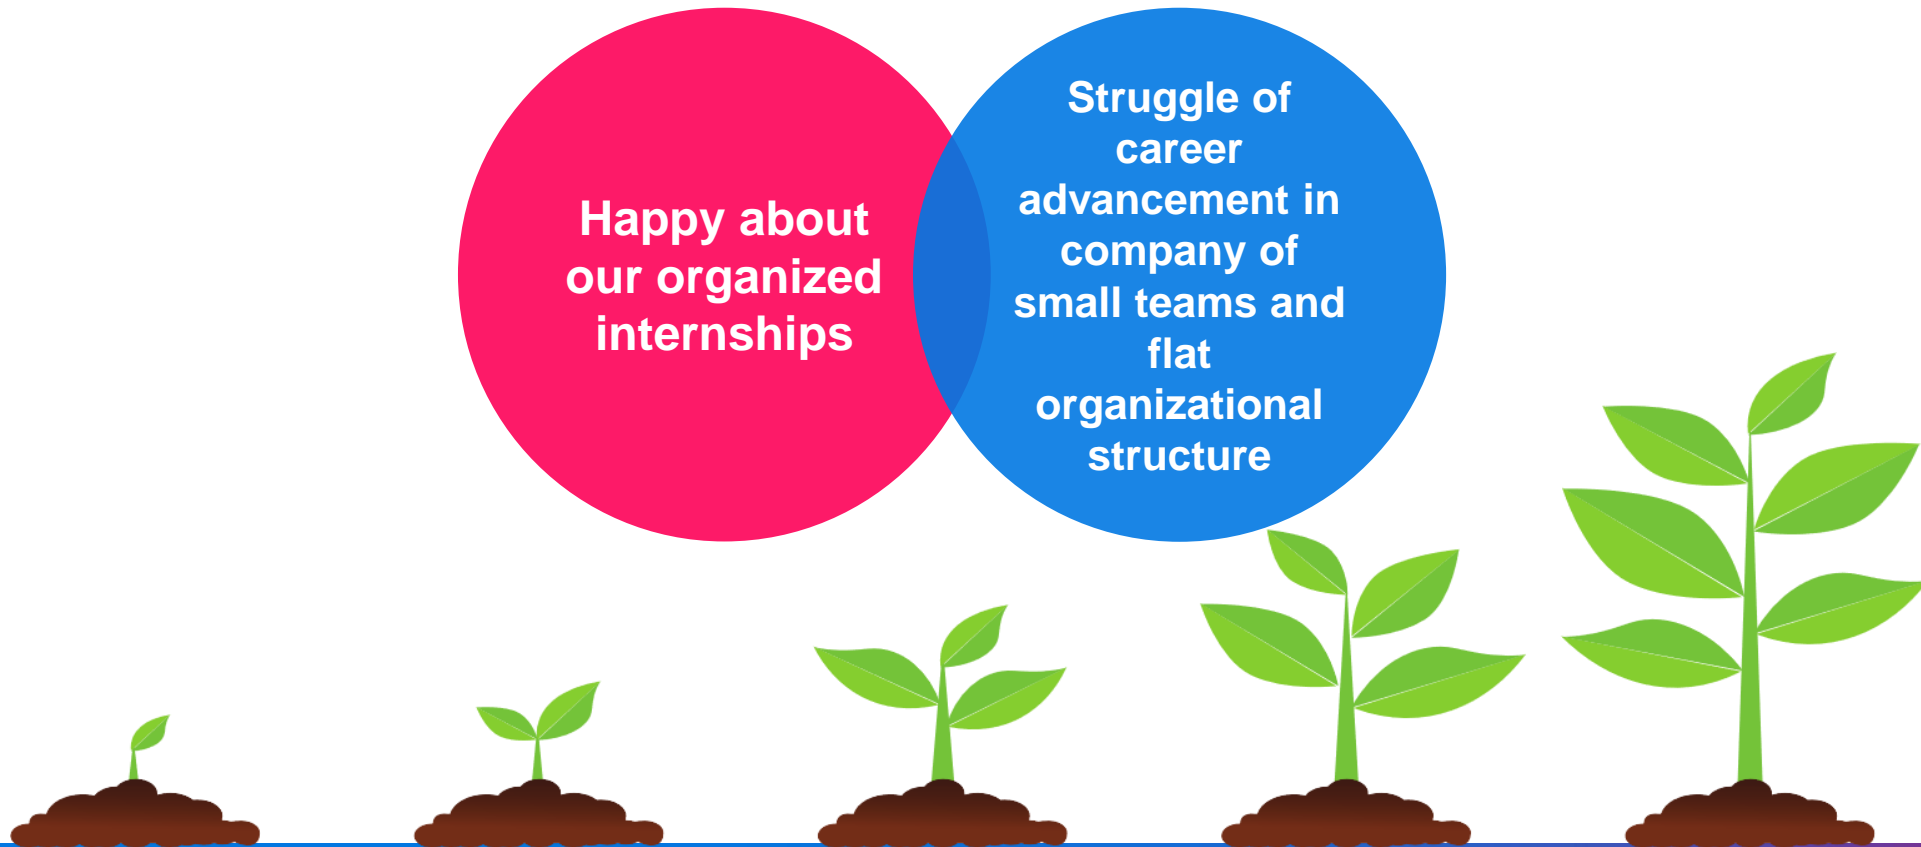 Happy about
our organized
internships
Struggle of
career
advancement in
company of
small teams and
flat
organizational
structure